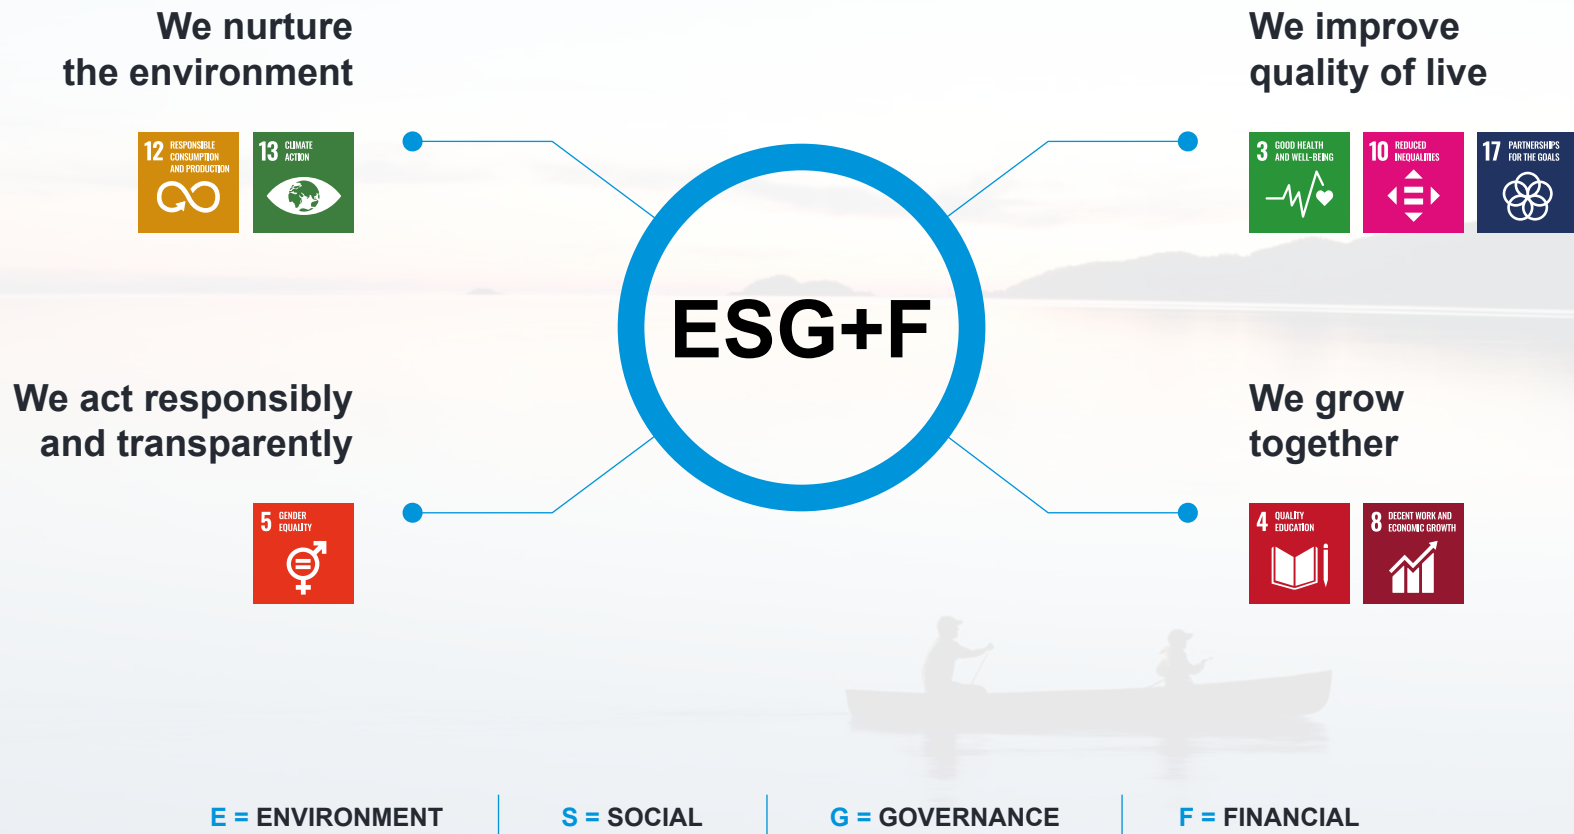 We nurture
the environment
12 RESPONSIBLE
CONSUMPTION
AND PRODUCTION
13 CLIMATE
ACTION
We improve
quality of live
3 GOOD HEALTH
AND WELL-BEING
10 REDUCED
INEQUALITIES
17 PARTNERSHIPS
FOR THE GOALS
ESG+F
We act responsibly
and transparently
5 GENDER
EQUALITY
We grow
together
4 QUALITY
EDUCATION
8 DECENT WORK AND
ECONOMIC GROWTH
E = ENVIRONMENT
S = SOCIAL
G = GOVERNANCE
F = FINANCIAL